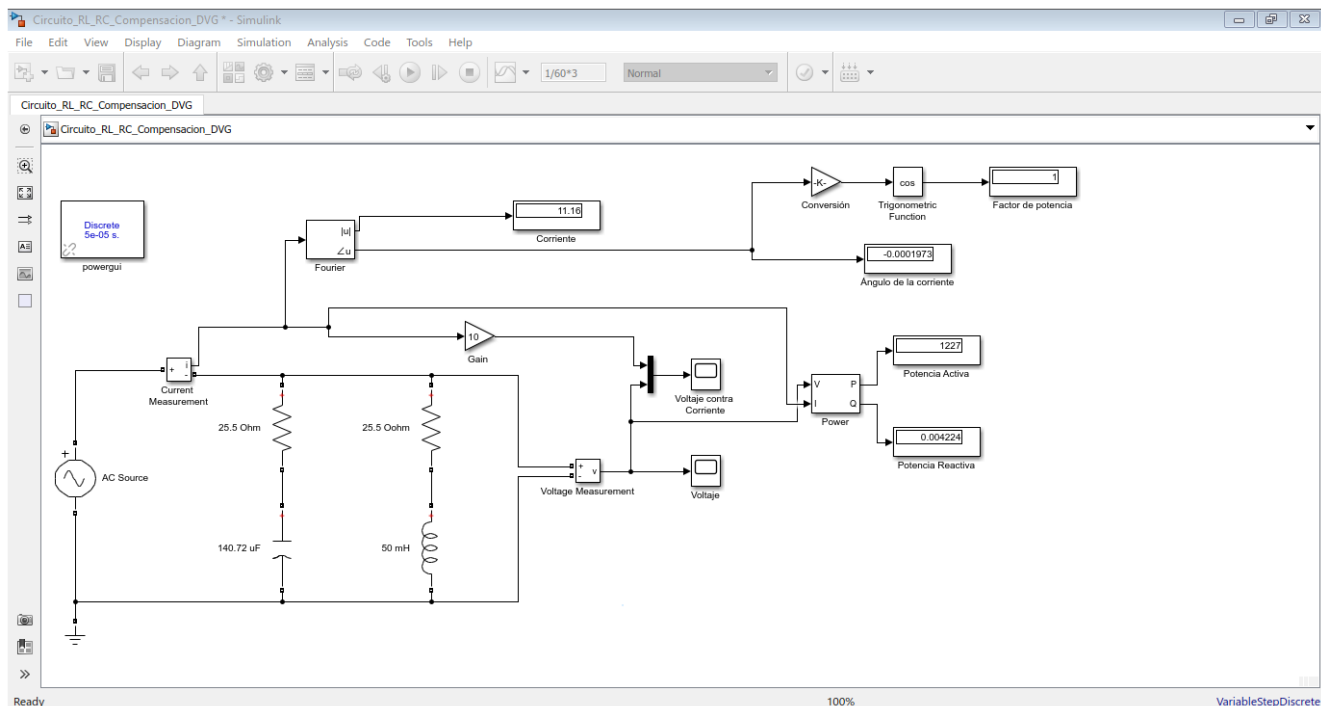 Circuito_RL_RC_Compensacion_DVG * - Simulink
File Edit View Display Diagram Simulation Analysis Code Tools Help
1/60*3 Normal
Circuito_RL_RC_Compensacion_DVG
Circuito_RL_RC_Compensacion_DVG
-K-
cos
1
Conversión
Trigonometric
Function
Factor de potencia
Discrete
5e-05 s.
powergui
|u|
∠u
Fourier
11.16
Corriente
-0.0001973
Ángulo de la corriente
10
Gain
+
i
-
Current
Measurement
Voltaje contra
Corriente
V
I
P
Q
Power
1227
Potencia Activa
0.004224
Potencia Reactiva
25.5 Ohm
25.5 Oohm
+
AC Source
+
-
v
Voltage Measurement
Voltaje
140.72 uF
50 mH
Ready
100%
VariableStepDiscrete